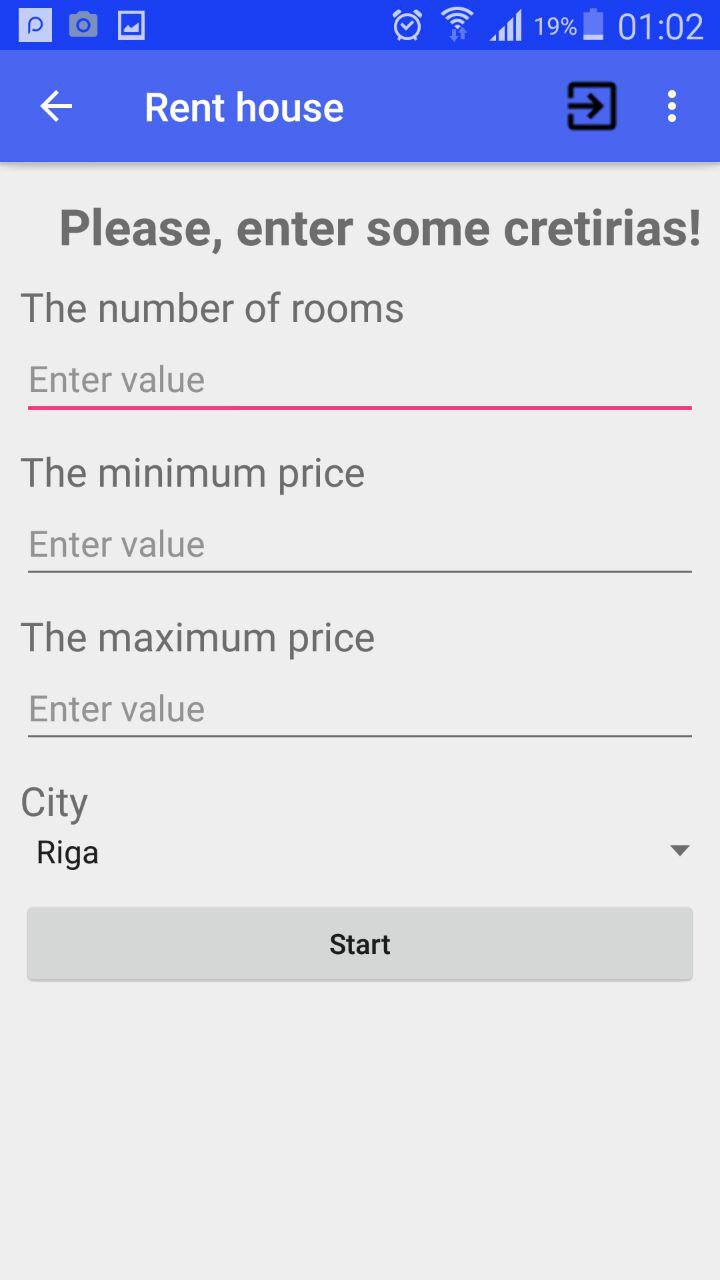 19% 01:02
Rent house
Please, enter some cretirias!
The number of rooms
Enter value
The minimum price
Enter value
The maximum price
Enter value
City
Riga
Start